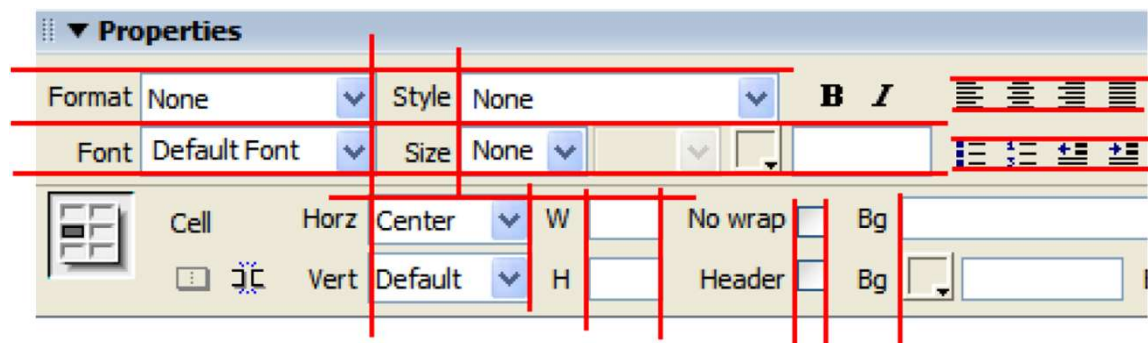 Properties
Format None Style None B I
Font Default Font Size None
Cell Horz Center W No wrap Bg
Vert Default H Header Bg